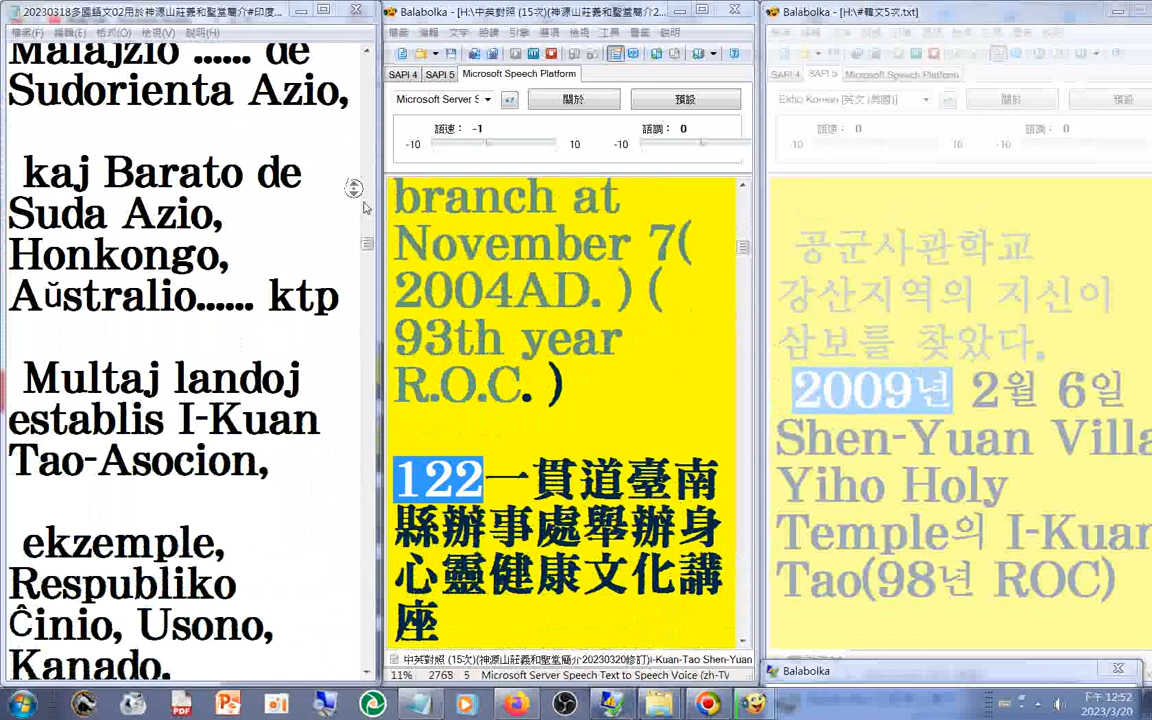 20230318多國語文02用於神源山莊義和聖堂簡介#印度...
檔案(F) 編輯(E) 格式(O) 檢視(V) 說明(H)
Malajzio ...... de
Sudorienta Azio,
kaj Barato de
Suda Azio,
Honkongo,
Aŭstralio...... ktp
Multaj landoj
establis I-Kuan
Tao-Asocion,
ekzemple,
Respubliko
Ĉinio, Usono,
Kanado,
Balabolka - [H:\中英對照 (15次)(神源山莊義和聖堂簡介2...
檔案 編輯 文字 朗讀 引擎 選項 檢視 工具 書籤 說明
SAPI 4 SAPI 5 Microsoft Speech Platform
Microsoft Server S 關於 預設
語速： -1 語調： 0
-10 10 -10
branch at
November 7(
2004AD. ) (
93th year
R.O.C. )
122一貫道臺南
縣辦事處舉辦身
心靈健康文化講
座
中英對照 (15次)(神源山莊義和聖堂簡介20230320修訂)i-Kuan-Tao Shen-Yuan
11% 2763 5 Microsoft Server Speech Text to Speech Voice (zh-TW
Balabolka - [H:\#韓文5次.txt]
SAPI 4 SAPI 5 Microsoft Speech Platform
Ekho Korean [英文 (美國)] 關於 預設
語速： 0 語調： 0
-10 10 -10
공군사관학교
강산지역의 지신이
삼보를 찾았다.
2009년 2월 6일
Shen-Yuan Villa
Yiho Holy
Temple의 I-Kuan
Tao(98년 ROC)
Balabolka
下午 12:52
2023/3/20